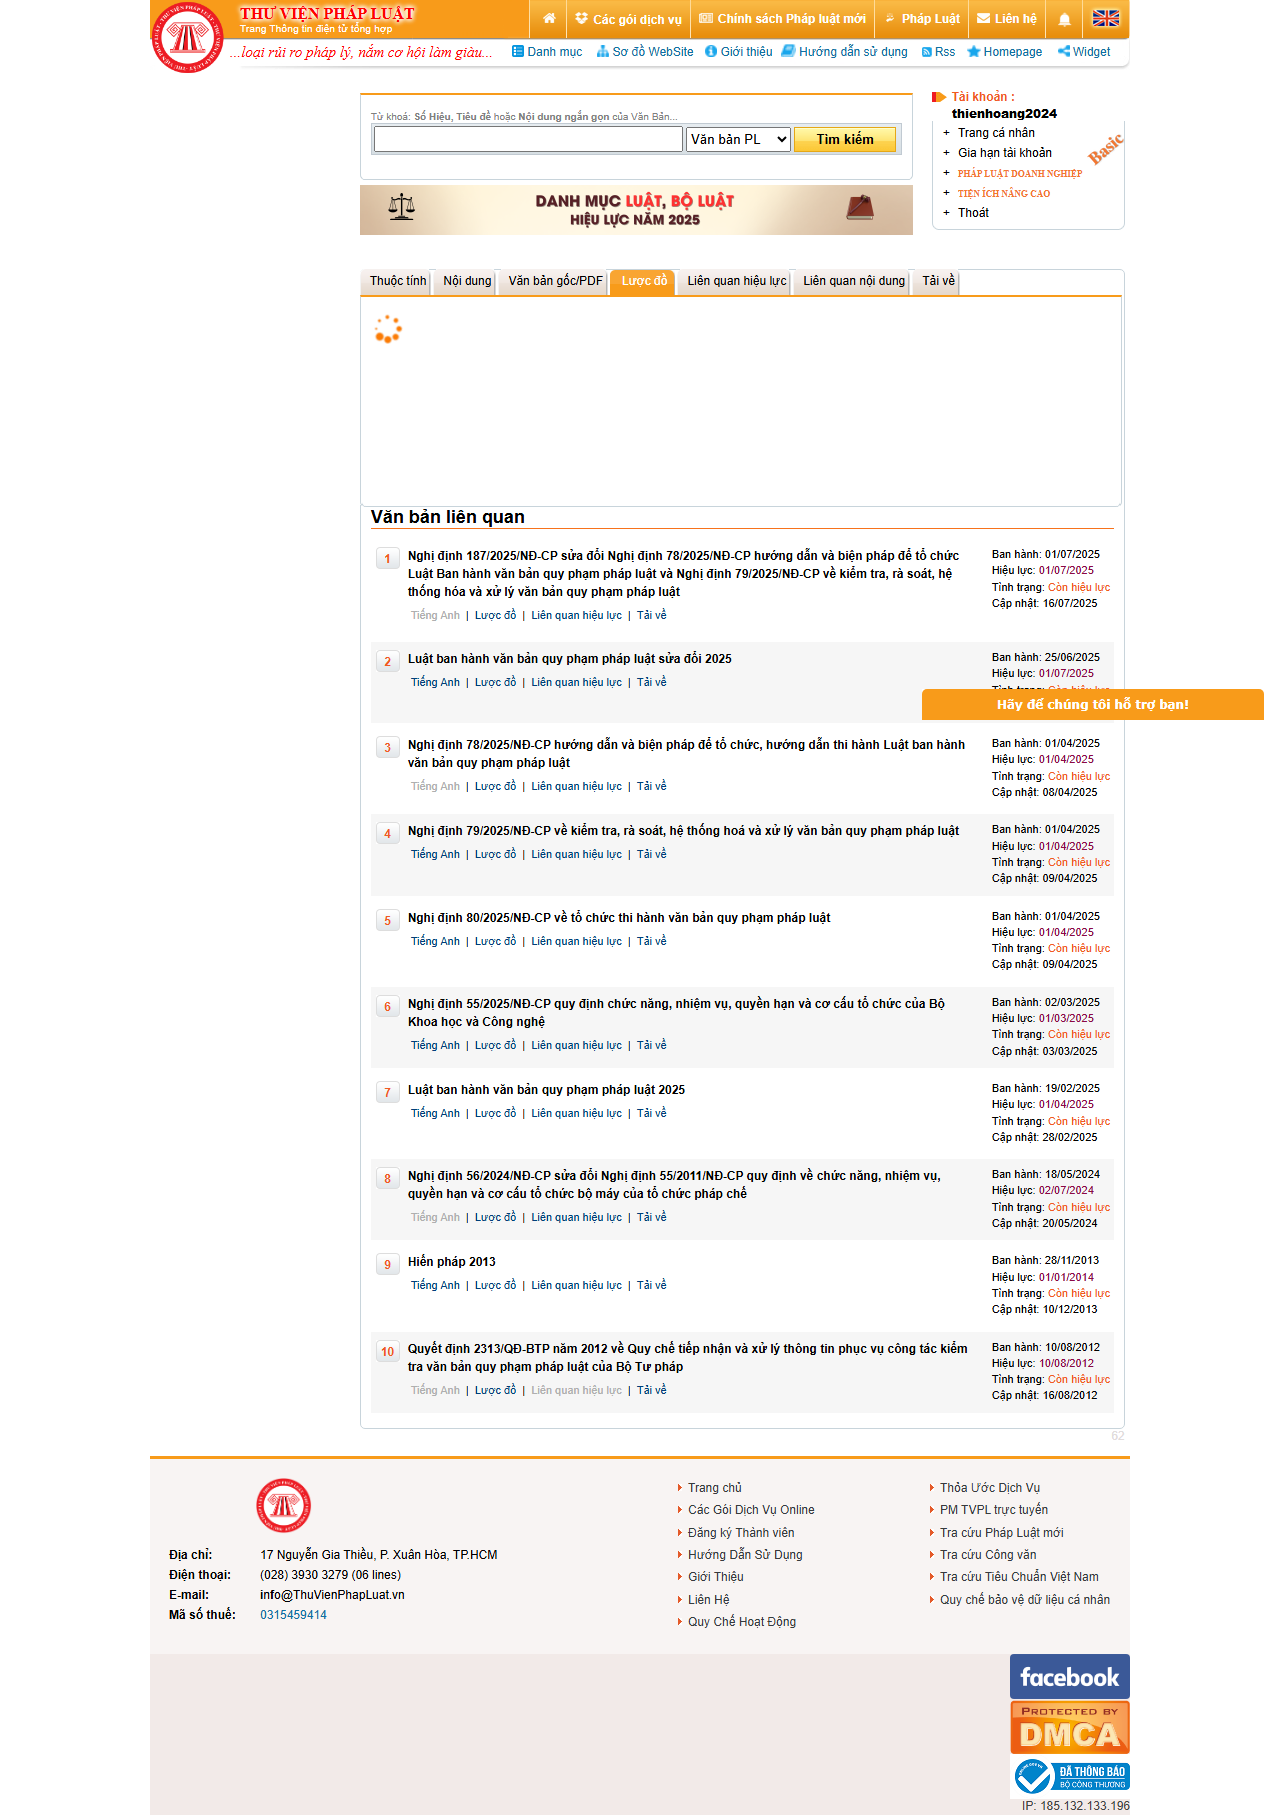 THƯ VIỆN PHÁP LUẬT
Trang Thông tin điện tử tổng hợp
Các gói dịch vụ
Chính sách Pháp luật mới
Pháp Luật
Liên hệ
...loại rủi ro pháp lý, nắm cơ hội làm giàu...
Danh mục
Sơ đồ WebSite
Giới thiệu
Hướng dẫn sử dụng
Rss
Homepage
Widget
Từ khoá: Số Hiệu, Tiêu đề hoặc Nội dung ngắn gọn của Văn Bản...
Văn bản PL
Tìm kiếm
DANH MỤC LUẬT, BỘ LUẬT
HIỆU LỰC NĂM 2025
Tài khoản :
thienhoang2024
+ Trang cá nhân
+ Gia hạn tài khoản
+ PHÁP LUẬT DOANH NGHIỆP
+ TIỆN ÍCH NÂNG CAO
+ Thoát
Basic
Thuộc tính
Nội dung
Văn bản gốc/PDF
Lược đồ
Liên quan hiệu lực
Liên quan nội dung
Tải về
Văn bản liên quan
1
Nghị định 187/2025/NĐ-CP sửa đổi Nghị định 78/2025/NĐ-CP hướng dẫn và biện pháp để tổ chức
Luật Ban hành văn bản quy phạm pháp luật và Nghị định 79/2025/NĐ-CP về kiểm tra, rà soát, hệ
thống hóa và xử lý văn bản quy phạm pháp luật
Tiếng Anh | Lược đồ | Liên quan hiệu lực | Tải về
Ban hành: 01/07/2025
Hiệu lực: 01/07/2025
Tình trạng: Còn hiệu lực
Cập nhật: 16/07/2025
2
Luật ban hành văn bản quy phạm pháp luật sửa đổi 2025
Tiếng Anh | Lược đồ | Liên quan hiệu lực | Tải về
Ban hành: 25/06/2025
Hiệu lực: 01/07/2025
Hãy để chúng tôi hỗ trợ bạn!
3
Nghị định 78/2025/NĐ-CP hướng dẫn và biện pháp để tổ chức, hướng dẫn thi hành Luật ban hành
văn bản quy phạm pháp luật
Tiếng Anh | Lược đồ | Liên quan hiệu lực | Tải về
Ban hành: 01/04/2025
Hiệu lực: 01/04/2025
Tình trạng: Còn hiệu lực
Cập nhật: 08/04/2025
4
Nghị định 79/2025/NĐ-CP về kiểm tra, rà soát, hệ thống hoá và xử lý văn bản quy phạm pháp luật
Tiếng Anh | Lược đồ | Liên quan hiệu lực | Tải về
Ban hành: 01/04/2025
Hiệu lực: 01/04/2025
Tình trạng: Còn hiệu lực
Cập nhật: 09/04/2025
5
Nghị định 80/2025/NĐ-CP về tổ chức thi hành văn bản quy phạm pháp luật
Tiếng Anh | Lược đồ | Liên quan hiệu lực | Tải về
Ban hành: 01/04/2025
Hiệu lực: 01/04/2025
Tình trạng: Còn hiệu lực
Cập nhật: 09/04/2025
6
Nghị định 55/2025/NĐ-CP quy định chức năng, nhiệm vụ, quyền hạn và cơ cấu tổ chức của Bộ
Khoa học và Công nghệ
Tiếng Anh | Lược đồ | Liên quan hiệu lực | Tải về
Ban hành: 02/03/2025
Hiệu lực: 01/03/2025
Tình trạng: Còn hiệu lực
Cập nhật: 03/03/2025
7
Luật ban hành văn bản quy phạm pháp luật 2025
Tiếng Anh | Lược đồ | Liên quan hiệu lực | Tải về
Ban hành: 19/02/2025
Hiệu lực: 01/04/2025
Tình trạng: Còn hiệu lực
Cập nhật: 28/02/2025
8
Nghị định 56/2024/NĐ-CP sửa đổi Nghị định 55/2011/NĐ-CP quy định về chức năng, nhiệm vụ,
quyền hạn và cơ cấu tổ chức bộ máy của tổ chức pháp chế
Tiếng Anh | Lược đồ | Liên quan hiệu lực | Tải về
Ban hành: 18/05/2024
Hiệu lực: 02/07/2024
Tình trạng: Còn hiệu lực
Cập nhật: 20/05/2024
9
Hiến pháp 2013
Tiếng Anh | Lược đồ | Liên quan hiệu lực | Tải về
Ban hành: 28/11/2013
Hiệu lực: 01/01/2014
Tình trạng: Còn hiệu lực
Cập nhật: 10/12/2013
10
Quyết định 2313/QĐ-BTP năm 2012 về Quy chế tiếp nhận và xử lý thông tin phục vụ công tác kiểm
tra văn bản quy phạm pháp luật của Bộ Tư pháp
Tiếng Anh | Lược đồ | Liên quan hiệu lực | Tải về
Ban hành: 10/08/2012
Hiệu lực: 10/08/2012
Tình trạng: Còn hiệu lực
Cập nhật: 16/08/2012
62
Địa chỉ: 17 Nguyễn Gia Thiều, P. Xuân Hòa, TP.HCM
Điện thoại: (028) 3930 3279 (06 lines)
E-mail: info@ThuVienPhapLuat.vn
Mã số thuế: 0315459414
Trang chủ
Các Gói Dịch Vụ Online
Đăng ký Thành viên
Hướng Dẫn Sử Dụng
Giới Thiệu
Liên Hệ
Quy Chế Hoạt Động
Thỏa Ước Dịch Vụ
PM TVPL trực tuyến
Tra cứu Pháp Luật mới
Tra cứu Công văn
Tra cứu Tiêu Chuẩn Việt Nam
Quy chế bảo vệ dữ liệu cá nhân
facebook
PROTECTED BY
DMCA
ĐÃ THÔNG BÁO
BỘ CÔNG THƯƠNG
IP: 185.132.133.196